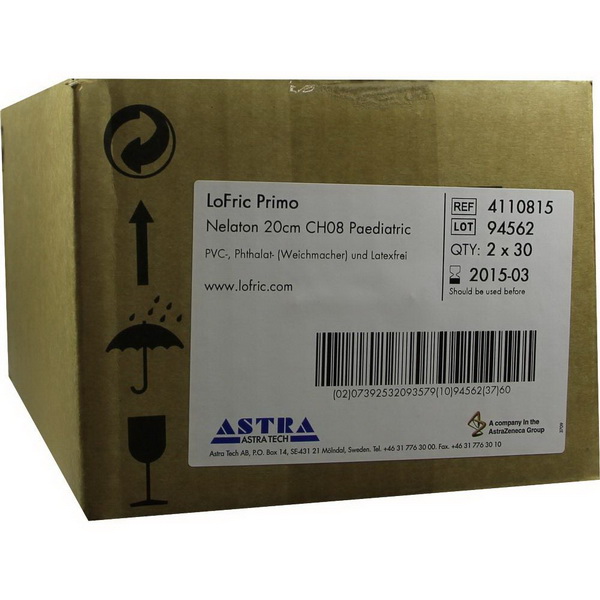 LoFric Primo
Nelaton 20cm CH08 Paediatric
PVC-, Phthalat- (Weichmacher) und Latexfrei
www.lofric.com
REF 4110815
LOT 94562
QTY: 2 x 30
2015-03
Should be used before
(02)07392532093579(10)94562(37)60
ASTRA
ASTRA TECH
Astra Tech AB, P.O. Box 14, SE-431 21 Mölndal, Sweden. Tel. +46 31 776 30 00. Fax. +46 31 776 30 10
A company in the
AstraZeneca Group